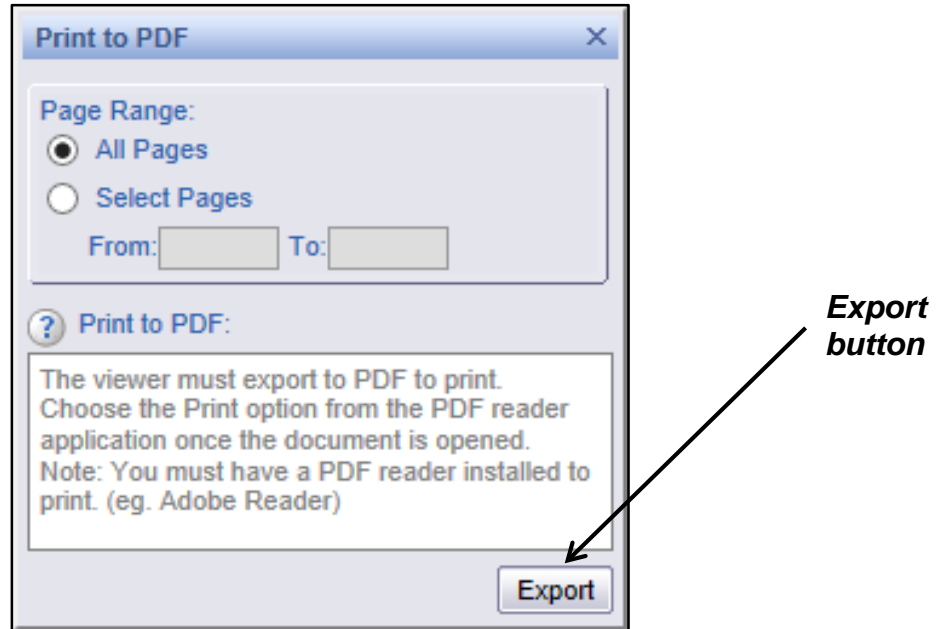 Print to PDF
Page Range:
All Pages
Select Pages
From: To:
? Print to PDF:
The viewer must export to PDF to print.
Choose the Print option from the PDF reader
application once the document is opened.
Note: You must have a PDF reader installed to
print. (eg. Adobe Reader)
Export
Export
button